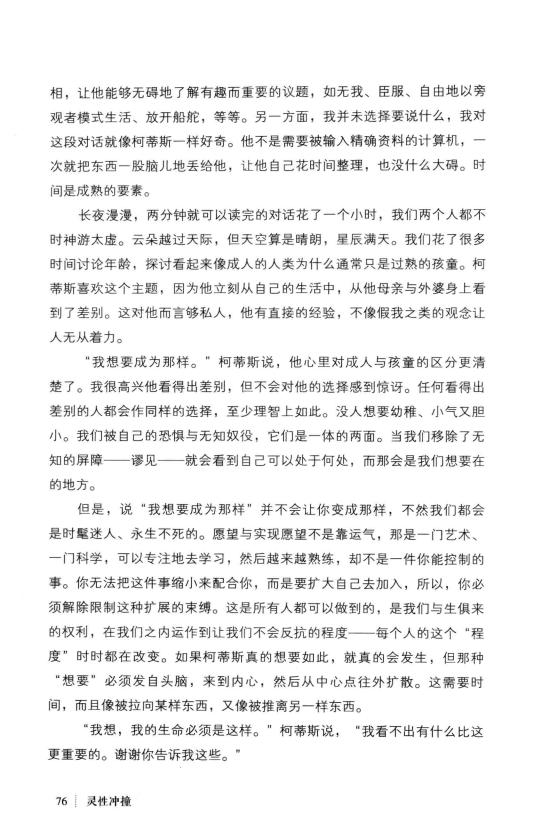 相，让他能够无碍地了解有趣而重要的议题，如无我、臣服、自由地以旁
观者模式生活、放开船舵，等等。另一方面，我并未选择要说什么，我对
这段对话就像柯蒂斯一样好奇。他不是需要被输入精确资料的计算机，一
次就把东西一股脑儿地丢给他，让他自己花时间整理，也没什么大碍。时
间是成熟的要素。
长夜漫漫，两分钟就可以读完的对话花了一个小时，我们两个人都不
时神游太虚。云朵越过天际，但天空算是晴朗，星辰满天。我们花了很多
时间讨论年龄，探讨看起来像成人的人类为什么通常只是过熟的孩童。柯
蒂斯喜欢这个主题，因为他立刻从自己的生活中，从他母亲与外婆身上看
到了差别。这对他而言够私人，他有直接的经验，不像假我之类的观念让
人无从着力。
“我想要成为那样。”柯蒂斯说，他心里对成人与孩童的区分更清
楚了。我很高兴他看得出差别，但不会对他的选择感到惊讶。任何看得出
差别的人都会作同样的选择，至少理智上如此。没人想要幼稚、小气又胆
小。我们被自己的恐惧与无知奴役，它们是一体的两面。当我们移除了无
知的屏障——谬见——就会看到自己可以处于何处，而那会是我们想要在
的地方。
但是，说“我想要成为那样”并不会让你变成那样，不然我们都会
是时髦迷人、永生不死的。愿望与实现愿望不是靠运气，那是一门艺术、
一门科学，可以专注地去学习，然后越来越熟练，却不是一件你能控制的
事。你无法把这件事缩小来配合你，而是要扩大自己去加入，所以，你必
须解除限制这种扩展的束缚。这是所有人都可以做到的，是我们与生俱来
的权利，在我们之内运作到让我们不会反抗的程度——每个人的这个“程
度”时时都在改变。如果柯蒂斯真的想要如此，就真的会发生，但那种
“想要”必须发自头脑，来到内心，然后从中心点往外扩散。这需要时
间，而且像被拉向某样东西，又像被推离另一样东西。
“我想，我的生命必须是这样。”柯蒂斯说，“我看不出有什么比这
更重要的。谢谢你告诉我这些。”
76 灵性冲撞